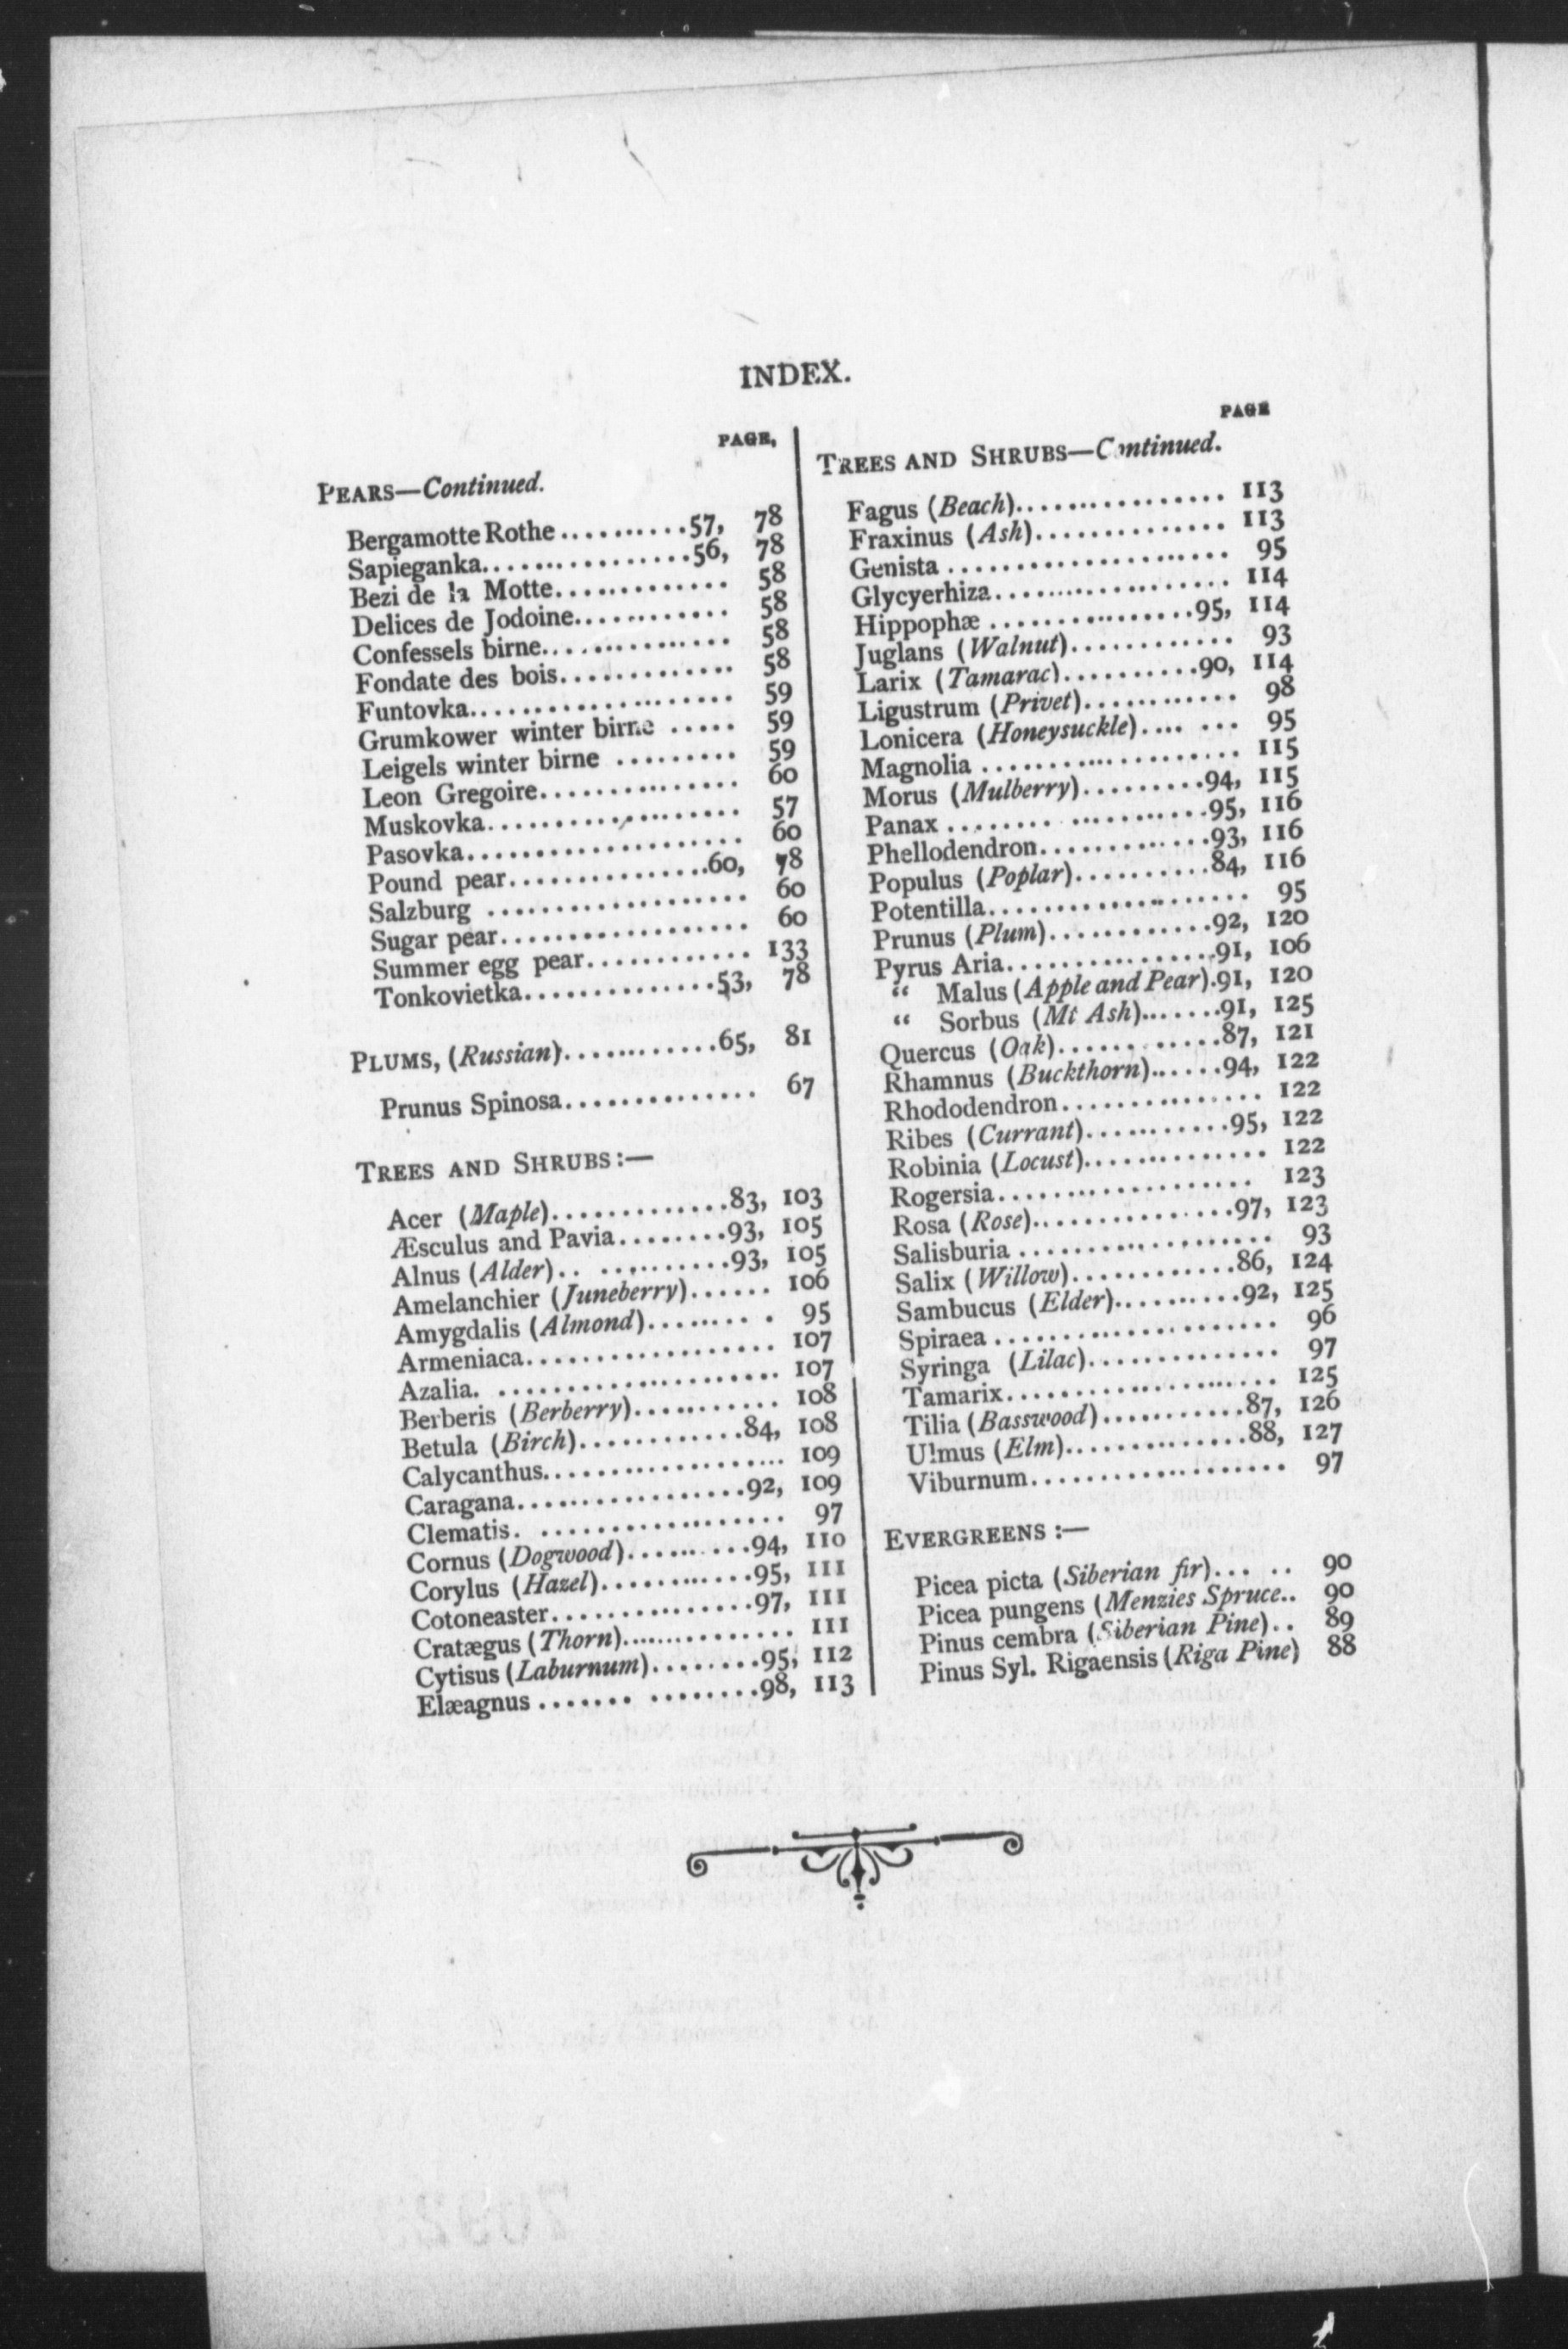 INDEX.
PAGE,
PEARS—Continued.
Bergamotte Rothe..........57, 78
Sapieganka................56, 78
Bezi de la Motte............. 58
Delices de Jodoine............ 58
Confessels birne.............. 58
Fondate des bois............. 58
Funtovka.................... 59
Grumkower winter birne ..... 59
Leigels winter birne ......... 59
Leon Gregoire............... 60
Muskovka................... 57
Pasovka..................... 60
Pound pear...............60, 78
Salzburg .................... 60
Sugar pear................... 60
Summer egg pear............ 133
Tonkovietka..............53, 78
PLUMS, (Russian)............65, 81
Prunus Spinosa.............. 67
TREES AND SHRUBS:—
Acer (Maple).............83, 103
Æsculus and Pavia........93, 105
Alnus (Alder).. ..........93, 105
Amelanchier (Juneberry)...... 106
Amygdalis (Almond)....... . 95
Armeniaca................... 107
Azalia. ..................... 107
Berberis (Berberry)........... 108
Betula (Birch)............84, 108
Calycanthus.................. 109
Caragana.................92, 109
Clematis. ................... 97
Cornus (Dogwood).........94, 110
Corylus (Hazel)...........95, 111
Cotoneaster...............97, 111
Cratægus (Thorn).............. 111
Cytisus (Laburnum)........95, 112
Elæagnus ....... ........98, 113
PAGE
TREES AND SHRUBS—Continued.
Fagus (Beach)................ 113
Fraxinus (Ash).............. 113
Genista ..................... 95
Glycyerhiza.................. 114
Hippophæ ...............95, 114
Juglans (Walnut)............ 93
Larix (Tamarac)..........90, 114
Ligustrum (Privet)........... 98
Lonicera (Honeysuckle).... ... 95
Magnolia .................... 115
Morus (Mulberry).........94, 115
Panax ........ ..........95, 116
Phellodendron............93, 116
Populus (Poplar)..........84, 116
Potentilla.................... 95
Prunus (Plum)............92, 120
Pyrus Aria................91, 106
“ Malus (Apple and Pear).91, 120
“ Sorbus (Mt Ash).......91, 125
Quercus (Oak)...... .....87, 121
Rhamnus (Buckthorn)......94, 122
Rhododendron............... 122
Ribes (Currant)...........95, 122
Robinia (Locust).............. 122
Rogersia................... 123
Rosa (Rose)...............97, 123
Salisburia ................... 93
Salix (Willow)............86, 124
Sambucus (Elder)..........92, 125
Spiraea ..................... 96
Syringa (Lilac).............. 97
Tamarix.................... 125
Tilia (Basswood)...........87, 126
Ulmus (Elm)..............88, 127
Viburnum................... 97
EVERGREENS :—
Picea picta (Siberian fir)... .. 90
Picea pungens (Menzies Spruce.. 90
Pinus cembra (Siberian Pine).. 89
Pinus Syl. Rigaensis (Riga Pine) 88